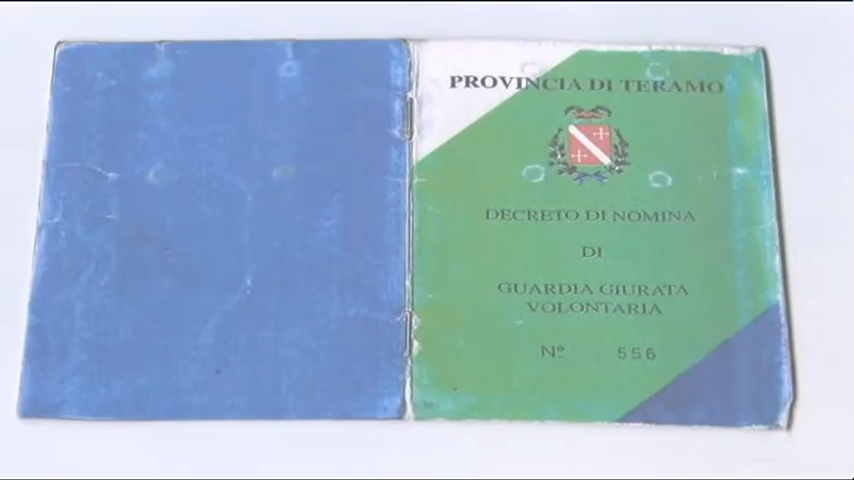 PROVINCIA DI TERAMO
DECRETO DI NOMINA
DI
GUARDIA GIURATA
VOLONTARIA
N° 556